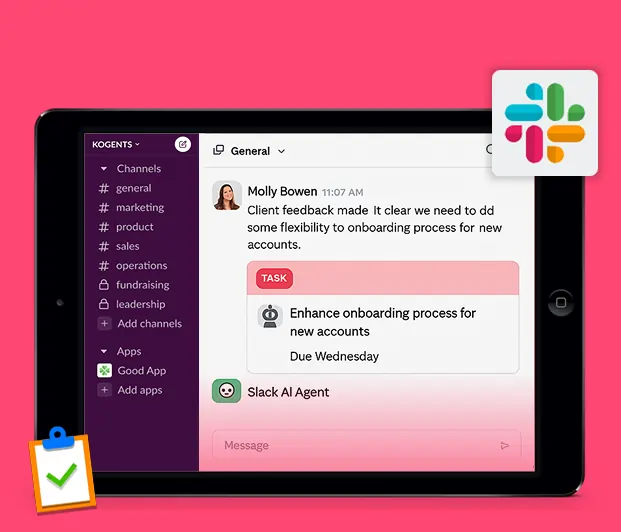 KOGENTS
General
Channels
# general
# marketing
# product
# sales
# operations
fundraising
leadership
+ Add channels
Apps
Good App
+ Add apps
Molly Bowen 11:07 AM
Client feedback made It clear we need to dd
some flexibility to onboarding process for new
accounts.
TASK
Enhance onboarding process for
new accounts
Due Wednesday
Slack AI Agent
Message